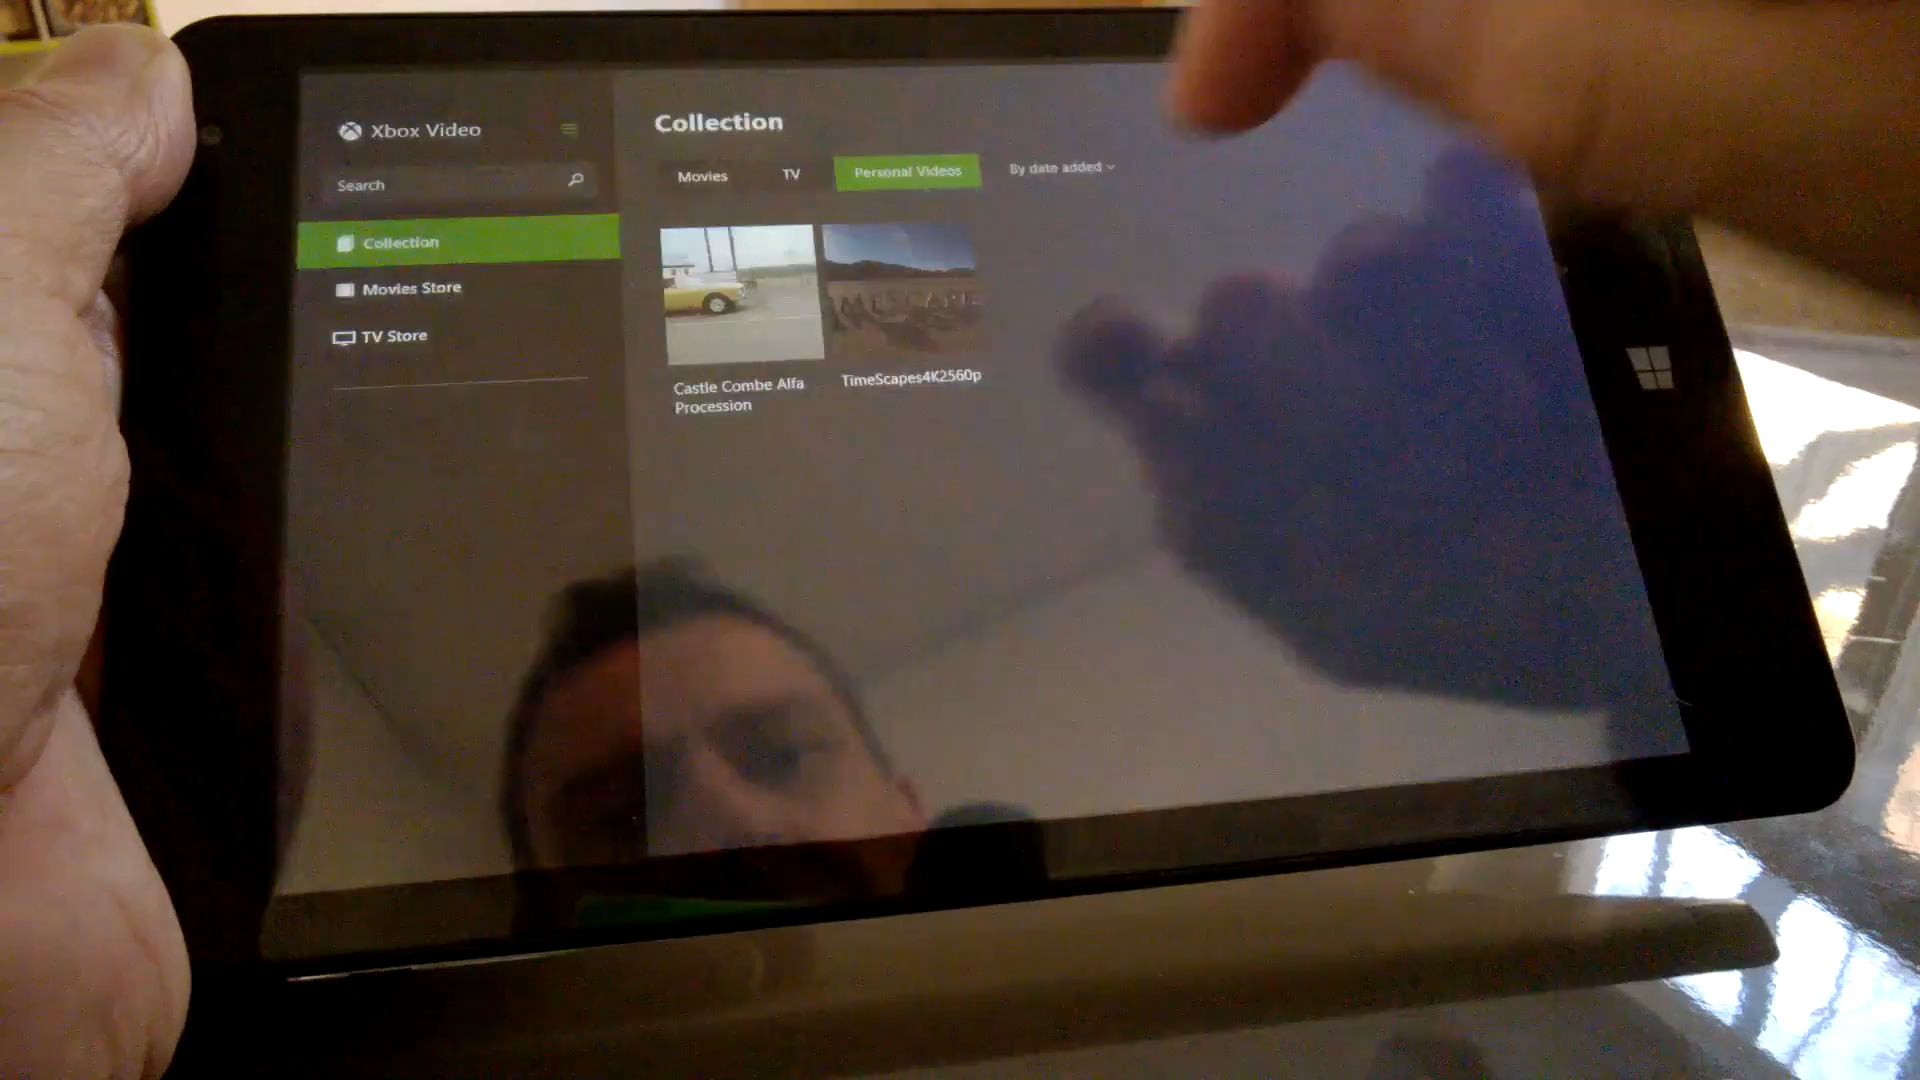 Xbox Video
Search
Collection
Movies Store
TV Store
Collection
Movies
TV
Personal Videos
By date added
Castle Combe Alfa
Procession
TimeScapes4K2560p